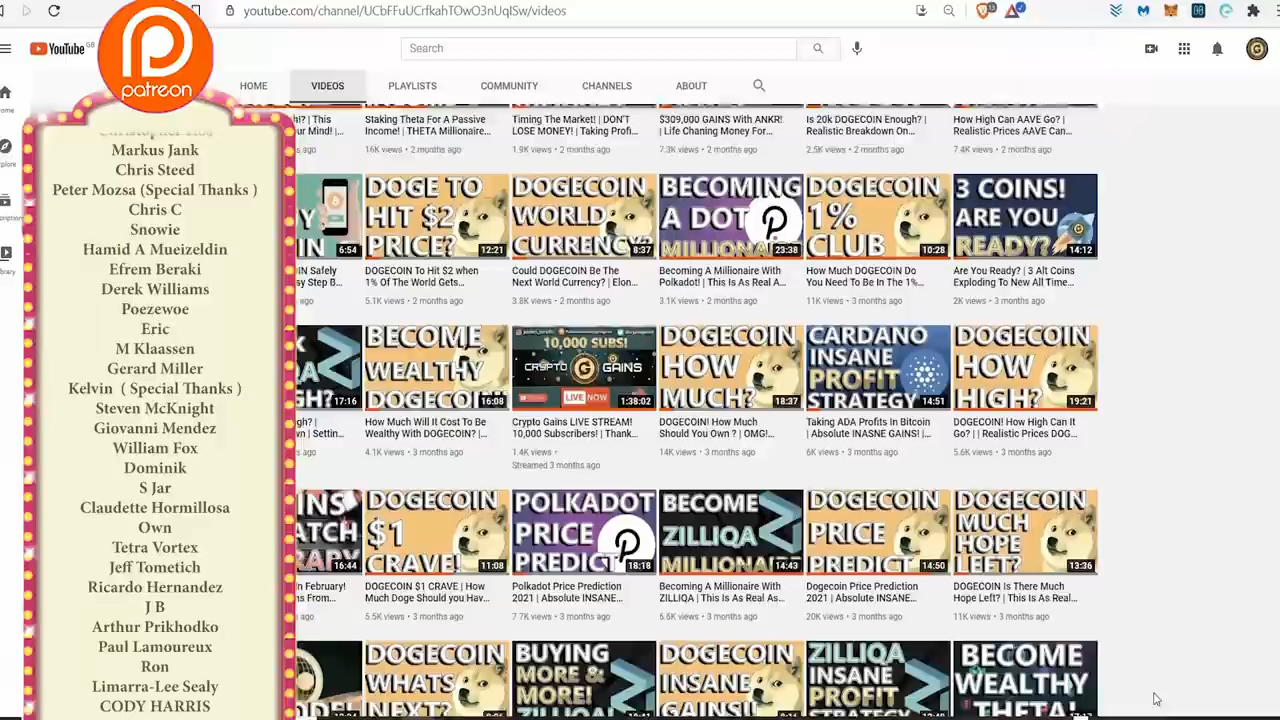 youtube.com/channel/UCbFFuUCrfkahTOwO3nUqISw/videos
YouTube GB
Search
HOME
VIDEOS
PLAYLISTS
COMMUNITY
CHANNELS
ABOUT
patreon
Markus Jank
Chris Steed
Peter Mozsa (Special Thanks )
Chris C
Snowie
Hamid A Mueizeldin
Efrem Beraki
Derek Williams
Poezewoe
Eric
M Klaassen
Gerard Miller
Kelvin ( Special Thanks )
Steven McKnight
Giovanni Mendez
William Fox
Dominik
S Jar
Claudette Hormillosa
Own
Tetra Vortex
Jeff Tometich
Ricardo Hernandez
J B
Arthur Prikhodko
Paul Lamoureux
Ron
Limarra-Lee Sealy
CODY HARRIS
Staking Theta For A Passive
Income! | THETA Millionaire...
16K views • 2 months ago
Timing The Market! | DON'T
LOSE MONEY! | Taking Profi...
1.9K views • 2 months ago
$309,000 GAINS With ANKR!
| Life Chaning Money For...
7.3K views • 2 months ago
Is 20k DOGECOIN Enough? |
Realistic Breakdown On...
2.5K views • 2 months ago
How High Can AAVE Go? |
Realistic Prices AAVE Can...
7.4K views • 2 months ago
6:54
DOGE TO
HIT $2
PRICE?
12:21
DOGECOIN
WORLD
CURRENCY?
8:37
BECOMING
A DOT
MILLIONAIRE
23:38
DOGECOIN
1%
CLUB
10:28
3 COINS!
ARE YOU
READY?
14:12
DOGECOIN To Hit $2 when
1% Of The World Gets...
5.1K views • 2 months ago
Could DOGECOIN Be The
Next World Currency? | Elon...
3.8K views • 2 months ago
Becoming A Millionaire With
Polkadot! | This Is As Real A...
3.1K views • 2 months ago
How Much DOGECOIN Do
You Need To Be In The 1%...
11K views • 3 months ago
Are You Ready? | 3 Alt Coins
Exploding To New All Time...
2K views • 3 months ago
17:16
BECOME
WEALTHY
DOGECOIN
16:08
10,000 SUBS!
CRYPTO G GAINS
LIVE NOW
1:38:02
DOGECOIN
HOW
MUCH?
18:37
CARDANO
INSANE
PROFIT
STRATEGY
14:51
DOGECOIN
HOW
HIGH?
19:21
How Much Will It Cost To Be
Wealthy With DOGECOIN? |...
4.1K views • 3 months ago
Crypto Gains LIVE STREAM!
10,000 Subscribers! | Thank...
1.4K views •
Streamed 3 months ago
DOGECOIN! How Much
Should You Own ? | OMG!...
14K views • 3 months ago
Taking ADA Profits In Bitcoin
| Absolute INASNE GAINS! |...
6K views • 3 months ago
DOGECOIN! How High Can It
Go? | | Realistic Prices DOG...
5.6K views • 3 months ago
16:44
DOGECOIN
$1
CRAVE!
11:08
POLKADOT
PRICE
PREDICT
18:18
BECOME
ZILLIQA
MILLIONAIRE
14:43
DOGECOIN
PRICE
PREDICT
14:50
DOGECOIN
MUCH
HOPE
LEFT?
13:36
DOGECOIN $1 CRAVE | How
Much Doge Should you Hav...
5.5K views • 3 months ago
Polkadot Price Prediction
2021 | Absolute INSANE...
7.7K views • 3 months ago
Becoming A Millionaire With
ZILLIQA | This Is As Real As...
6.6K views • 3 months ago
Dogecoin Price Prediction
2021 | Absolute INSANE...
20K views • 3 months ago
DOGECOIN Is There Much
Hope Left? | This Is As Real...
11K views • 3 months ago
DOGECOIN
WHATS
NEXT?
BUYING
MORE &
MORE!
ZILLIQA
DOGECOIN
INSANE
GAINS!!
ZILLIQA
INSANE
PROFIT
STRATEGY
BECOME
WEALTHY
THETA!